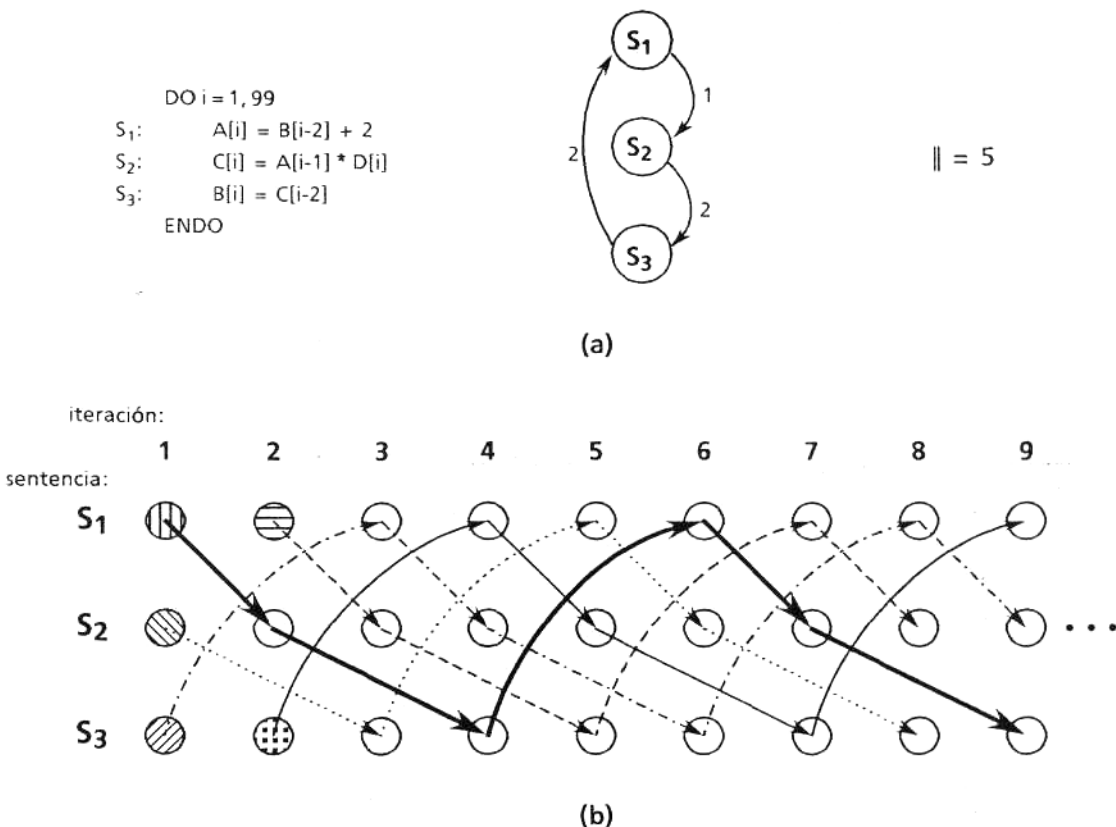 DO i = 1, 99
S1: A[i] = B[i-2] + 2
S2: C[i] = A[i-1] * D[i]
S3: B[i] = C[i-2]
ENDO
S1
1
S2
2
2
S3
|| = 5
(a)
iteración:
1 2 3 4 5 6 7 8 9
sentencia:
S1
S2
S3
(b)